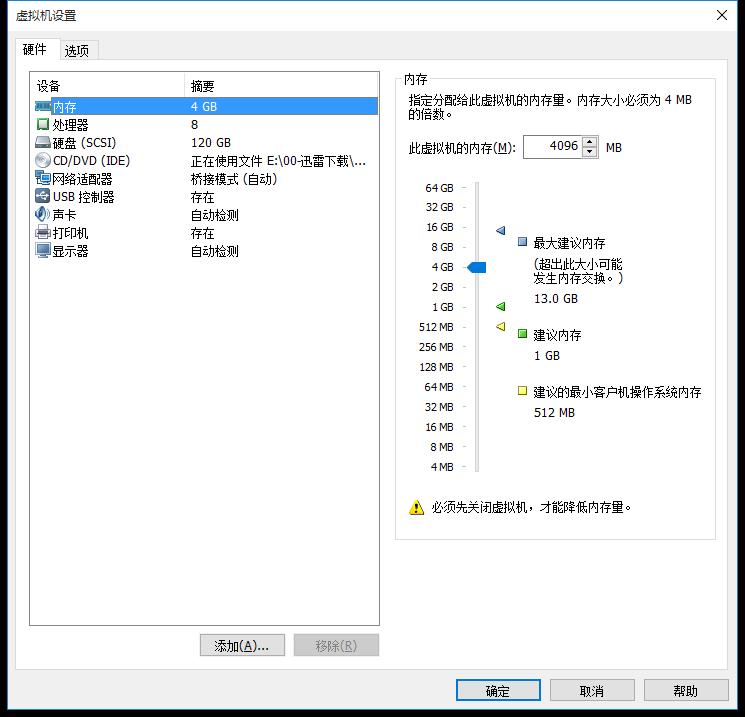 虚拟机设置
硬件 选项
设备 摘要
内存 4 GB
处理器 8
硬盘 (SCSI) 120 GB
CD/DVD (IDE) 正在使用文件 E:\00-迅雷下载\...
网络适配器 桥接模式 (自动)
USB 控制器 存在
声卡 自动检测
打印机 存在
显示器 自动检测
添加(A)... 移除(R)
内存
指定分配给此虚拟机的内存量。内存大小必须为 4 MB
的倍数。
此虚拟机的内存(M): 4096 MB
64 GB
32 GB
16 GB
8 GB
4 GB
2 GB
1 GB
512 MB
256 MB
128 MB
64 MB
32 MB
16 MB
8 MB
4 MB
最大建议内存
(超出此大小可能
发生内存交换。)
13.0 GB
建议内存
1 GB
建议的最小客户机操作系统内存
512 MB
必须先关闭虚拟机，才能降低内存量。
确定 取消 帮助